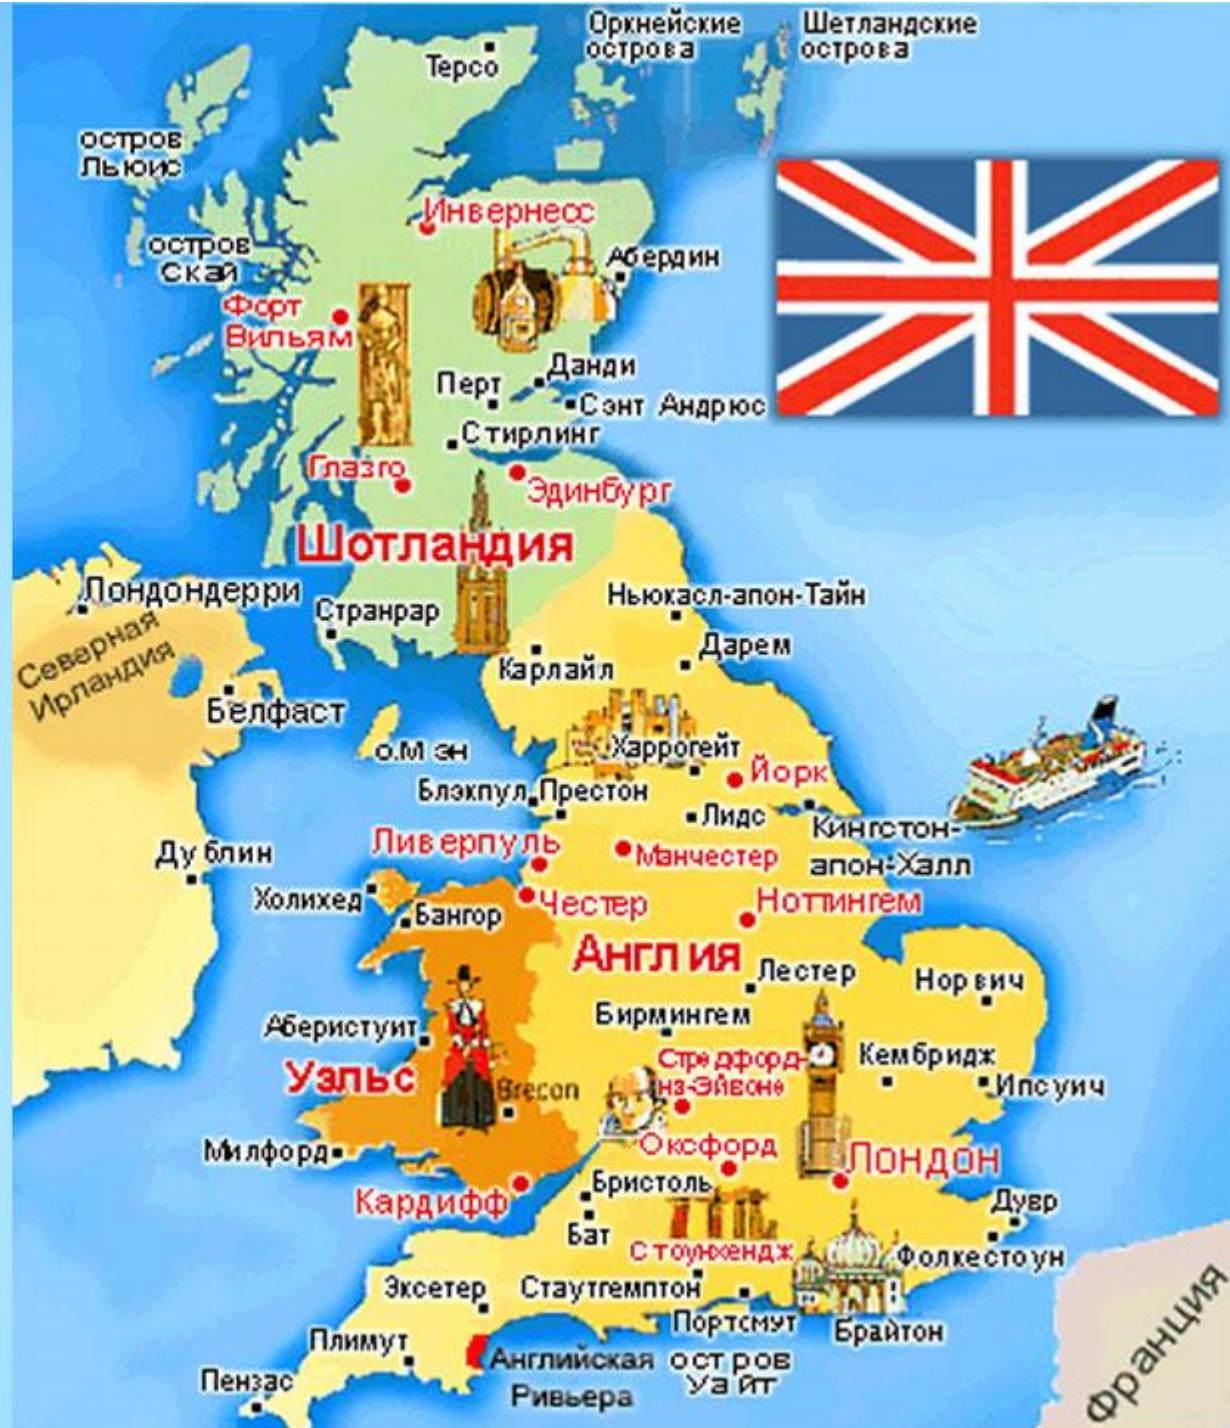 Оркнейские
острова
Шетландские
острова
Терсо
остров
Льюис
Инвернесс
остров
Скай
Абердин
Форт
Вильям
Данди
Перт
Сэнт Андрюс
Стирлинг
Глазго
Эдинбург
Шотландия
Лондондерри
Странрар
Ньюкасл-апон-Тайн
Северная
Ирландия
Дарем
Карлайл
Белфаст
о.Мэн
Харрогейт
Йорк
Блэкпул
Престон
Лидс
Кингстон-
апон-Халл
Ливерпуль
Манчестер
Дублин
Холихед
Честер
Ноттингем
Бангор
Англия
Лестер
Норвич
Аберистуит
Бирмингем
Стредфорд-
на-Эйвоне
Кембридж
Ипсуич
Уэльс
Brecon
Милфорд
Оксфорд
Лондон
Кардифф
Бристоль
Дувр
Бат
Стоунхендж
Фолкестоун
Эксетер
Стаутгемптон
Портсмут
Брайтон
Плимут
Английская
Ривьера
остров
Уайт
Пензас
Франция